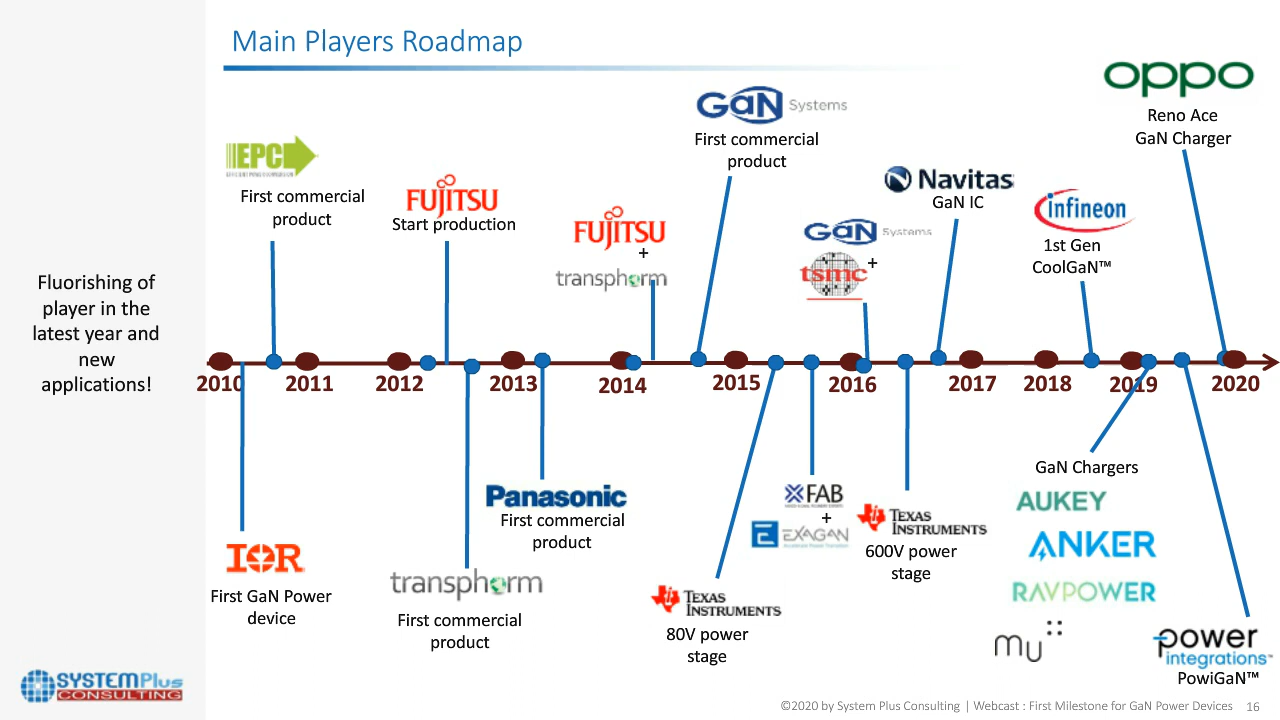 Main Players Roadmap
oppo
Reno Ace
GaN Charger
GaN Systems
First commercial
product
EPC
First commercial
product
FUJITSU
Start production
FUJITSU
+
transphorm
Navitas
GaN IC
GaN Systems
+
tsmc
infineon
1st Gen
CoolGaN™
Fluorishing of
player in the
latest year and
new
applications!
2010 2011 2012 2013 2014 2015 2016 2017 2018 2019 2020
IOR
First GaN Power
device
transphorm
First commercial
product
Panasonic
First commercial
product
TEXAS
INSTRUMENTS
80V power
stage
XFAB
+
EXAGAN
TEXAS
INSTRUMENTS
600V power
stage
GaN Chargers
AUKEY
ANKER
RAVPOWER
mu
power
integrations™
PowiGaN™
SYSTEMPlus
CONSULTING
©2020 by System Plus Consulting | Webcast : First Milestone for GaN Power Devices 16